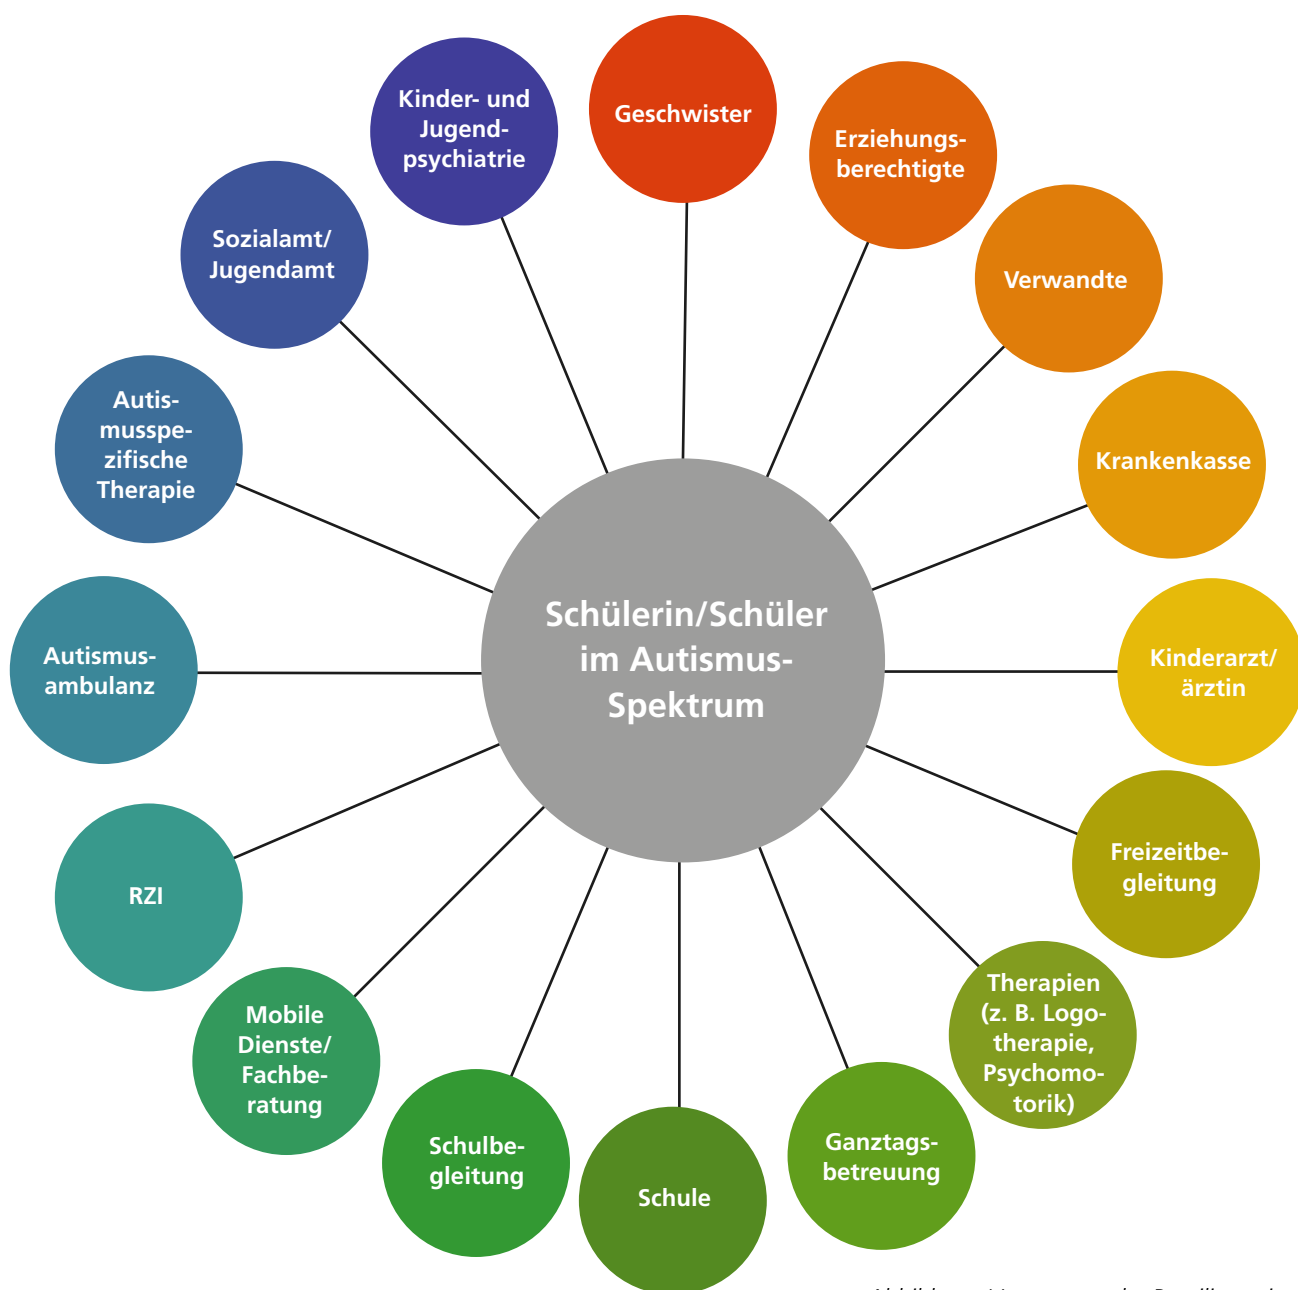 Geschwister
Erziehungs-
berechtigte
Verwandte
Krankenkasse
Kinderarzt/
ärztin
Freizeitbe-
gleitung
Therapien
(z. B. Logo-
therapie,
Psychomo-
torik)
Ganztags-
betreuung
Schule
Schulbe-
gleitung
Mobile
Dienste/
Fachbe-
ratung
RZI
Autismus-
ambulanz
Autis-
musspe-
zifische
Therapie
Sozialamt/
Jugendamt
Kinder- und
Jugend-
psychiatrie
Schülerin/Schüler
im Autismus-
Spektrum